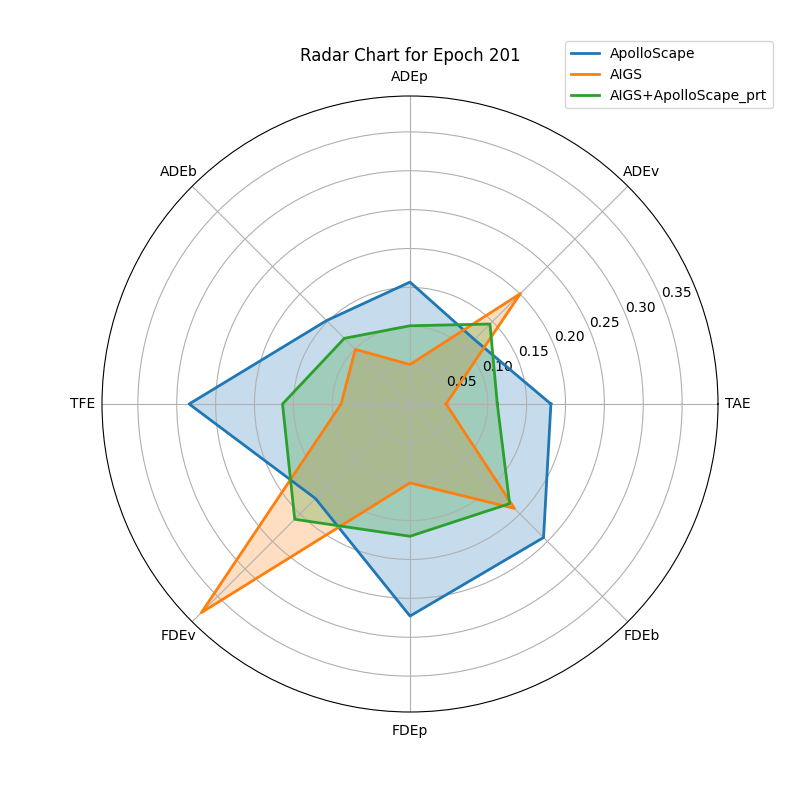 Radar Chart for Epoch 201
ApolloScape
AIGS
AIGS+ApolloScape_prt
ADEp
ADEb
ADEv
0.35
0.30
0.25
0.20
0.15
0.10
0.05
TFE
TAE
FDEv
FDEb
FDEp